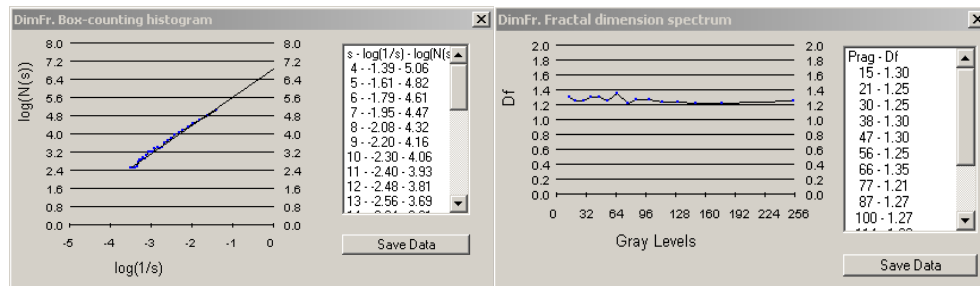 DimFr. Box-counting histogram
log(N(s))
8.0
7.2
6.4
5.6
4.8
4.0
3.2
2.4
1.6
0.8
0.0
8.0
7.2
6.4
5.6
4.8
4.0
3.2
2.4
1.6
0.8
0.0
-5 -4 -3 -2 -1 0
log(1/s)
s - log(1/s) - log(N(s
4 - -1.39 - 5.06
5 - -1.61 - 4.82
6 - -1.79 - 4.61
7 - -1.95 - 4.47
8 - -2.08 - 4.32
9 - -2.20 - 4.16
10 - -2.30 - 4.06
11 - -2.40 - 3.93
12 - -2.48 - 3.81
13 - -2.56 - 3.69
Save Data
DimFr. Fractal dimension spectrum
Df
2.0
1.8
1.6
1.4
1.2
1.0
0.8
0.6
0.4
0.2
0.0
2.0
1.8
1.6
1.4
1.2
1.0
0.8
0.6
0.4
0.2
0.0
0 32 64 96 128 160 192 224 256
Gray Levels
Prag - Df
15 - 1.30
21 - 1.25
30 - 1.25
38 - 1.30
47 - 1.30
56 - 1.25
66 - 1.35
77 - 1.21
87 - 1.27
100 - 1.27
Save Data